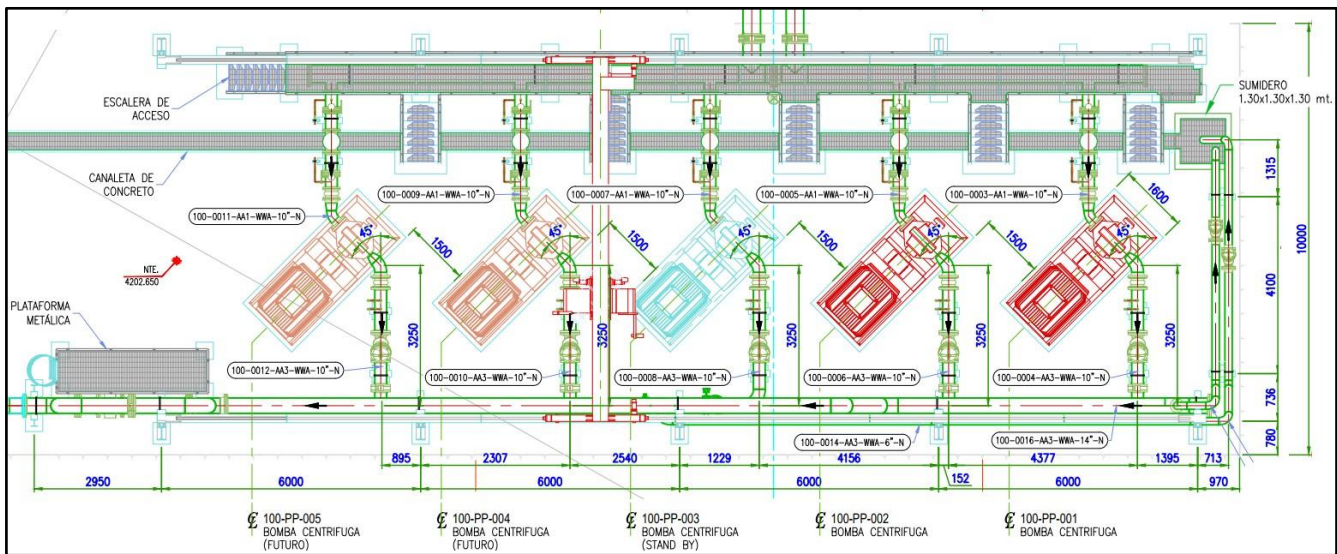 ESCALERA DE
ACCESO
CANALETA DE
CONCRETO
SUMIDERO
1.30x1.30x1.30 mt.
100-0011-AA1-WWA-10"-N
100-0009-AA1-WWA-10"-N
100-0007-AA1-WWA-10"-N
100-0005-AA1-WWA-10"-N
100-0003-AA1-WWA-10"-N
1600
1315
10000
45°
1500
45°
1500
45°
1500
45°
1500
45°
NTE.
4202.650
4100
PLATAFORMA
METÁLICA
3250
3250
3250
3250
3250
100-0012-AA3-WWA-10"-N
100-0010-AA3-WWA-10"-N
100-0008-AA3-WWA-10"-N
100-0006-AA3-WWA-10"-N
100-0004-AA3-WWA-10"-N
736
780
100-0014-AA3-WWA-6"-N
100-0016-AA3-WWA-14"-N
895
2307
2540
1229
4156
152
4377
1395
713
2950
6000
6000
6000
6000
970
100-PP-005
BOMBA CENTRIFUGA
(FUTURO)
100-PP-004
BOMBA CENTRIFUGA
(FUTURO)
100-PP-003
BOMBA CENTRIFUGA
(STAND BY)
100-PP-002
BOMBA CENTRIFUGA
100-PP-001
BOMBA CENTRIFUGA